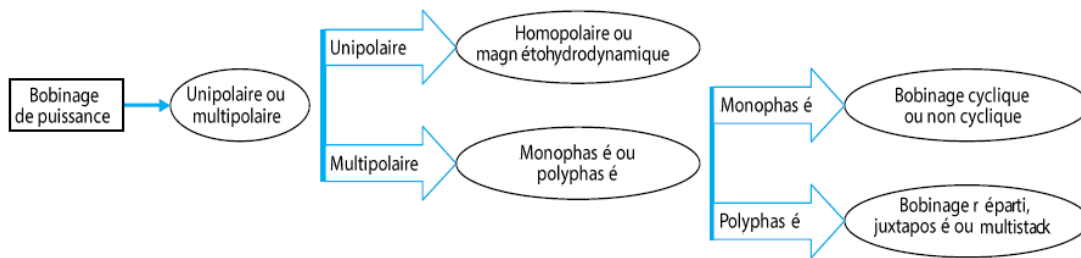 Bobinage
de puissance
Unipolaire ou
multipolaire
Unipolaire
Homopolaire ou
magn étohydrodynamique
Multipolaire
Monophas é ou
polyphas é
Monophas é
Bobinage cyclique
ou non cyclique
Polyphas é
Bobinage r éparti,
juxtapos é ou multistack